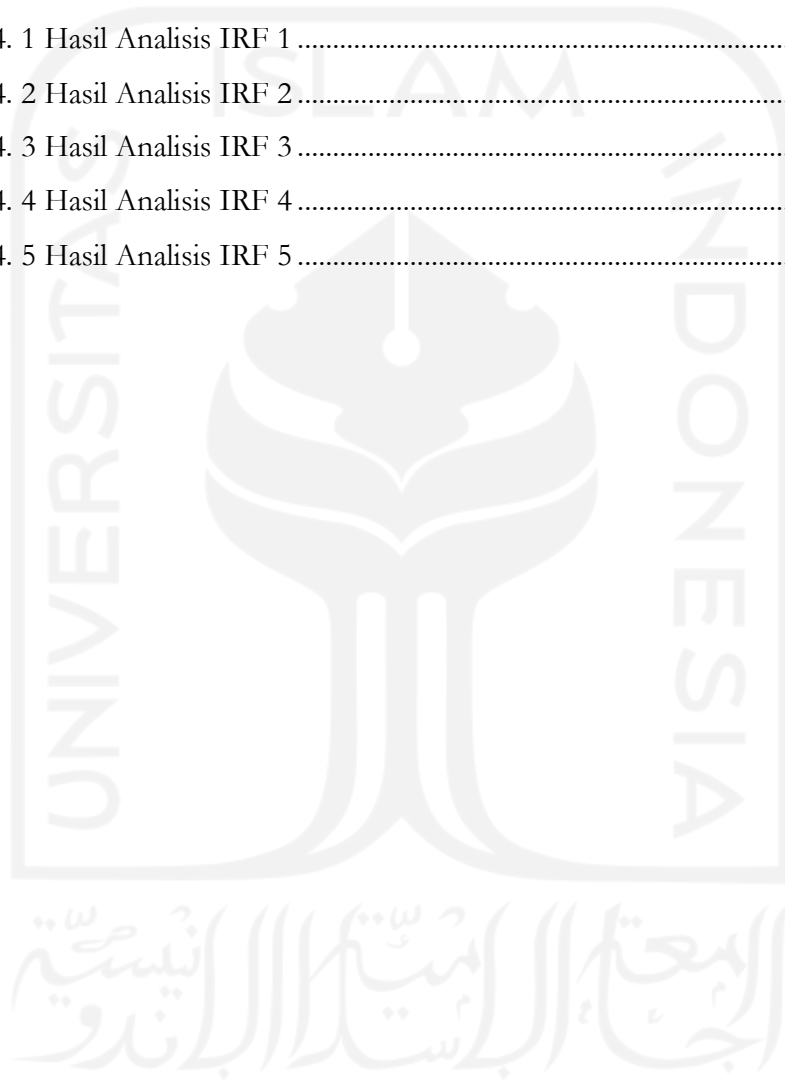 4. 1 Hasil Analisis IRF 1 ........................................................................
4. 2 Hasil Analisis IRF 2 ........................................................................
4. 3 Hasil Analisis IRF 3 ........................................................................
4. 4 Hasil Analisis IRF 4 ........................................................................
4. 5 Hasil Analisis IRF 5 ........................................................................
UNIVERSITAS
ISLAM
INDONESIA